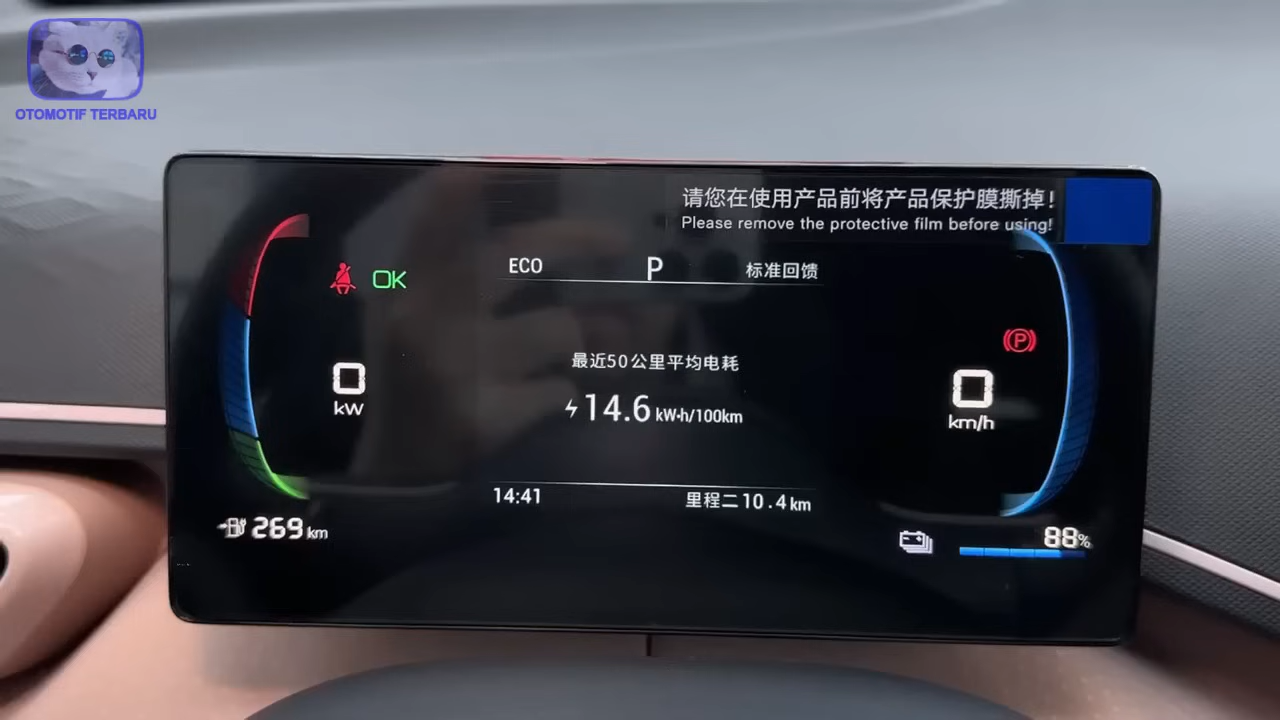 OTOMOTIF TERBARU
请您在使用产品前将产品保护膜撕掉!
Please remove the protective film before using!
OK
ECO P 标准回馈
最近50公里平均电耗
14.6 kW·h/100km
0
kW
P
0
km/h
14:41 里程二10.4km
269 km
88%